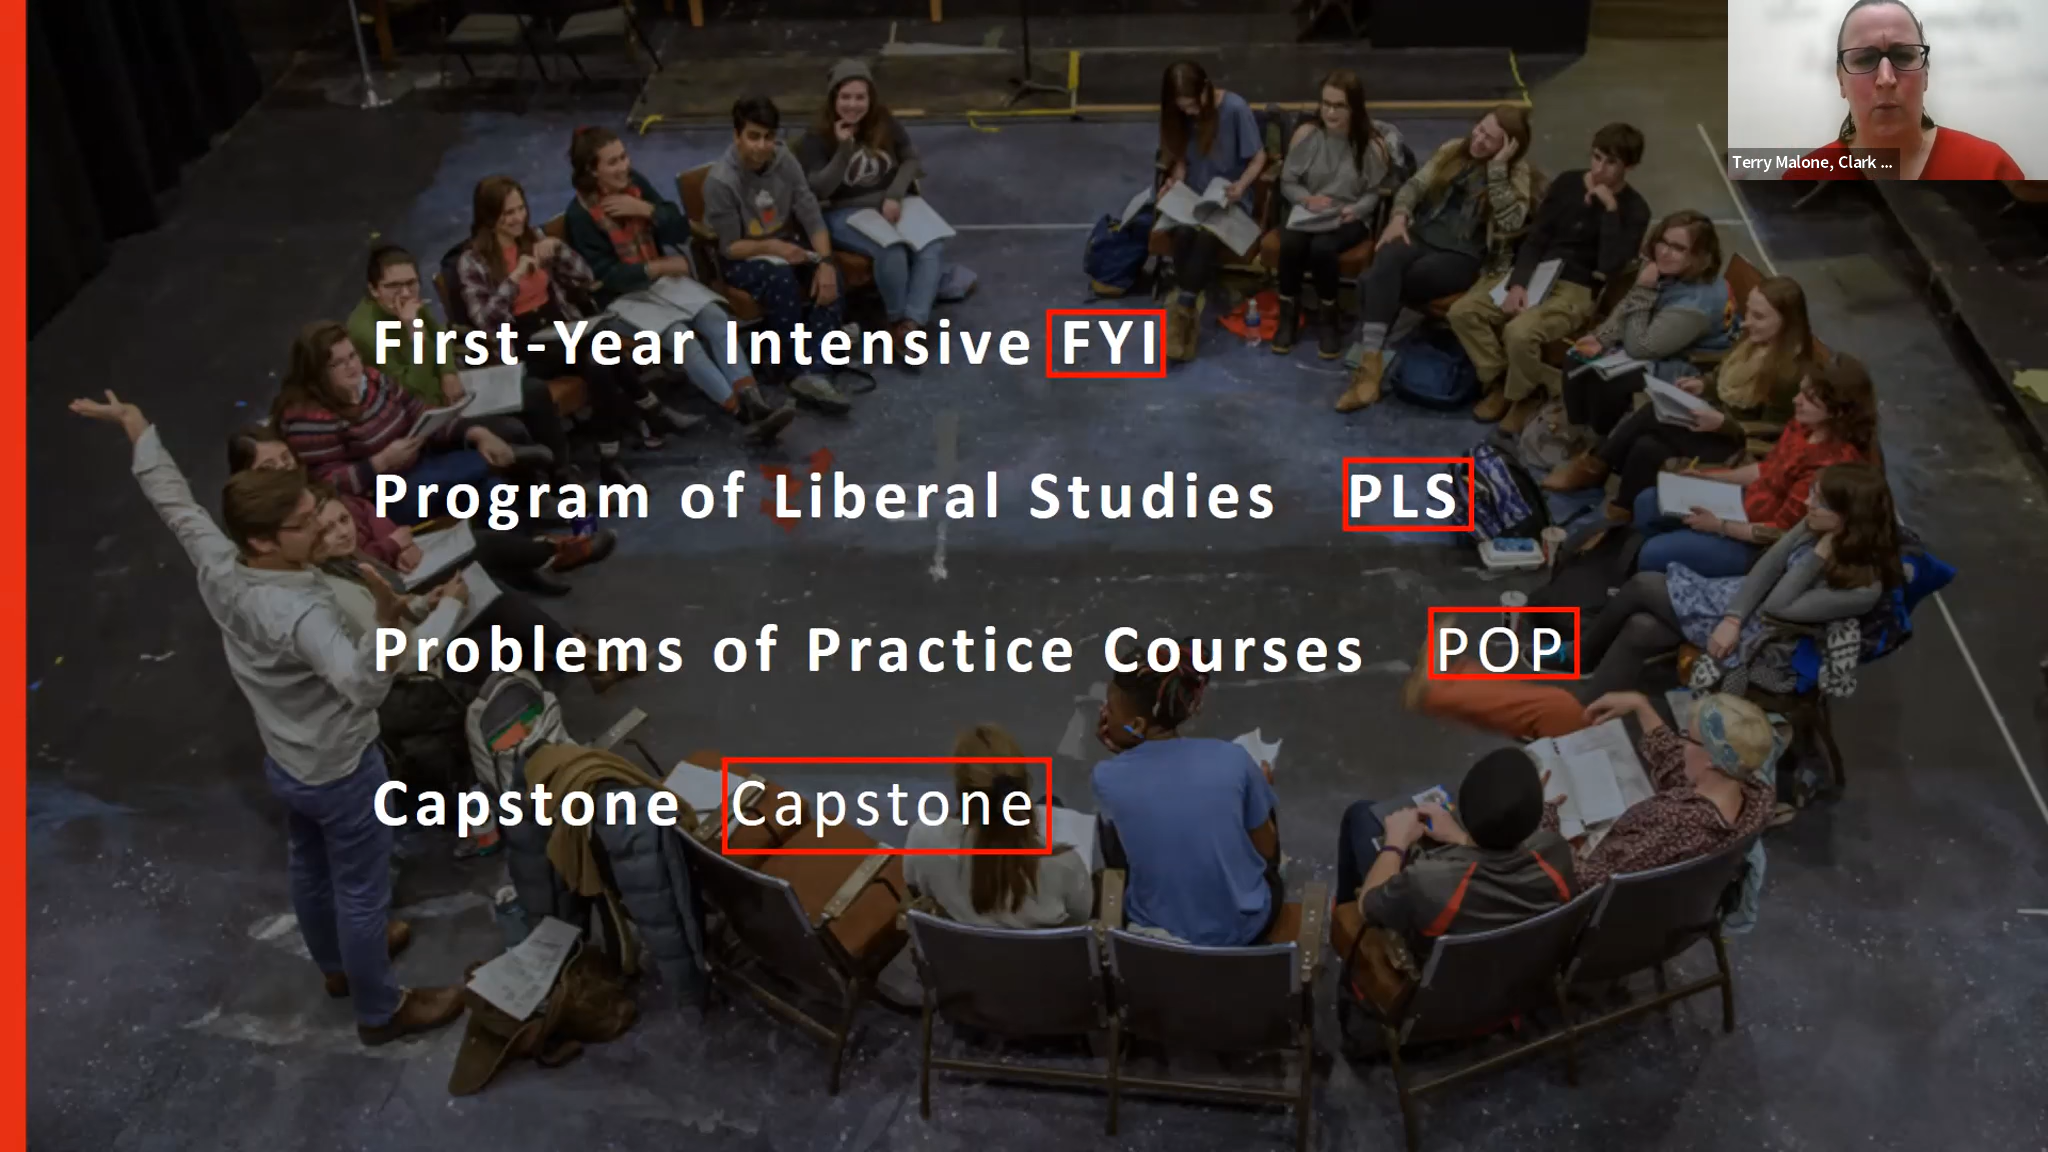 Terry Malone, Clark ...
First-Year Intensive FYI
Program of Liberal Studies PLS
Problems of Practice Courses POP
Capstone Capstone